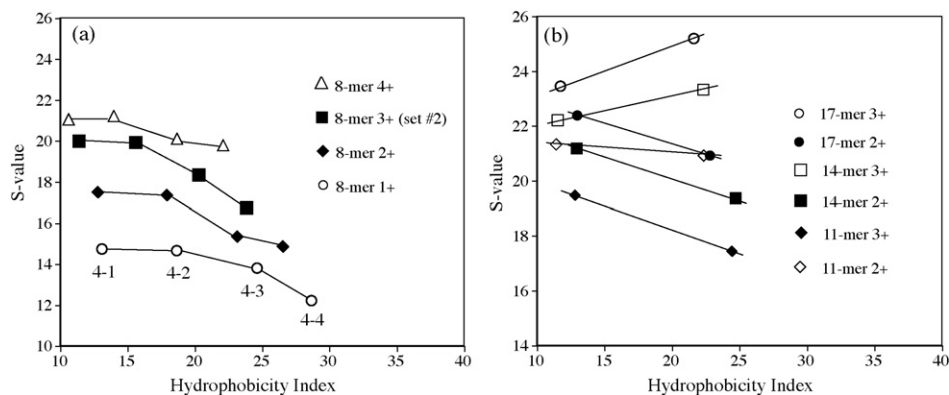 (a)
8-mer 4+
8-mer 3+ (set #2)
8-mer 2+
8-mer 1+
4-1
4-2
4-3
4-4
26
24
22
20
18
16
14
12
10
S-value
10 15 20 25 30 35 40
Hydrophobicity Index
(b)
17-mer 3+
17-mer 2+
14-mer 3+
14-mer 2+
11-mer 3+
11-mer 2+
26
24
22
20
18
16
14
S-value
10 15 20 25 30 35 40
Hydrophobicity Index